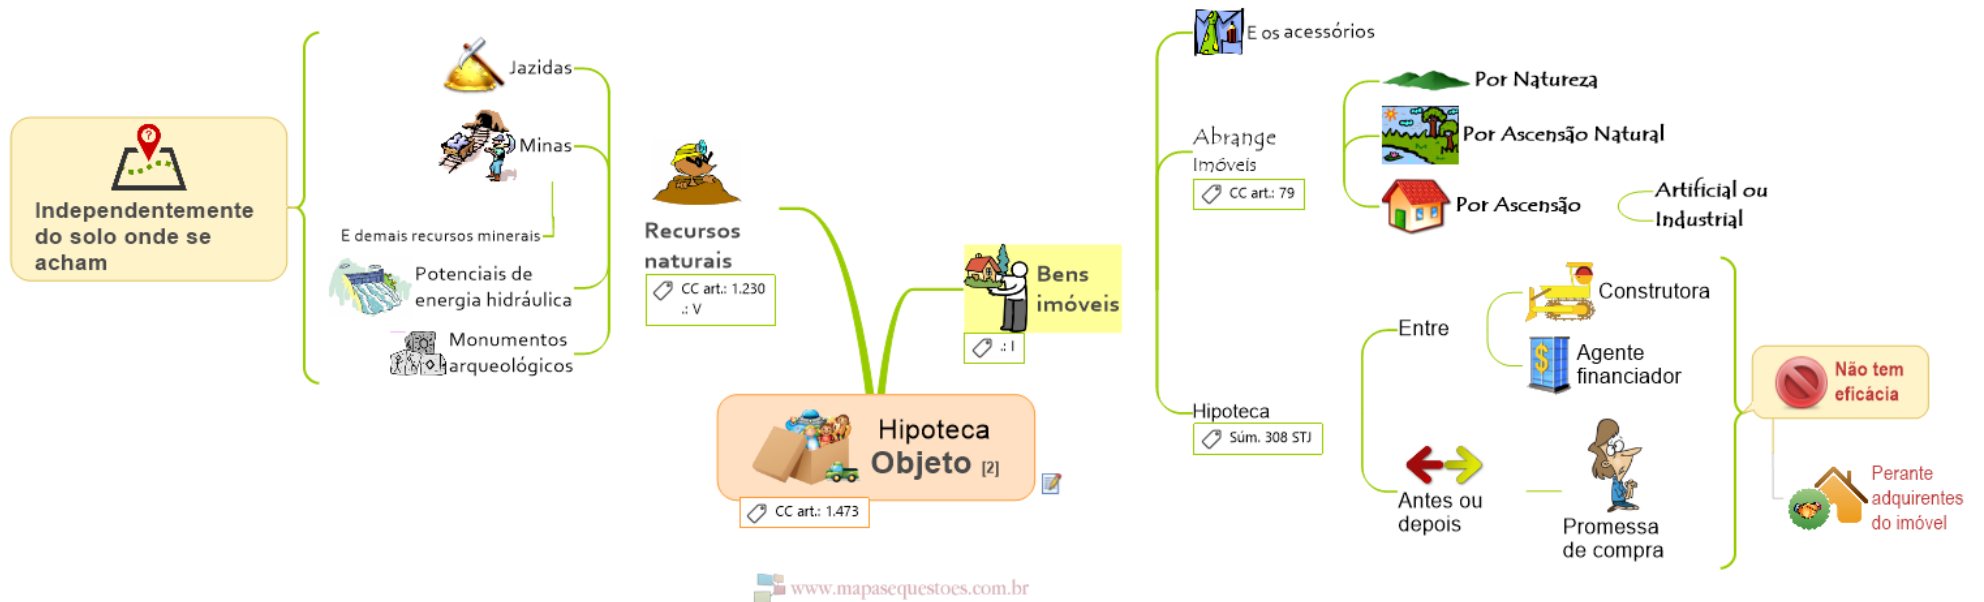 Independentemente
do solo onde se
acham
Jazidas
Minas
E demais recursos minerais
Potenciais de
energia hidráulica
Monumentos
arqueológicos
Recursos
naturais
CC art.: 1.230
.: V
Hipoteca
Objeto [2]
CC art.: 1.473
Bens
imóveis
.: I
E os acessórios
Abrange
Imóveis
CC art.: 79
Por Natureza
Por Ascensão Natural
Por Ascensão
Artificial ou
Industrial
Hipoteca
Súm. 308 STJ
Entre
Construtora
Agente
financiador
Antes ou
depois
Promessa
de compra
Não tem
eficácia
Perante
adquirentes
do imóvel
www.mapasequestoes.com.br